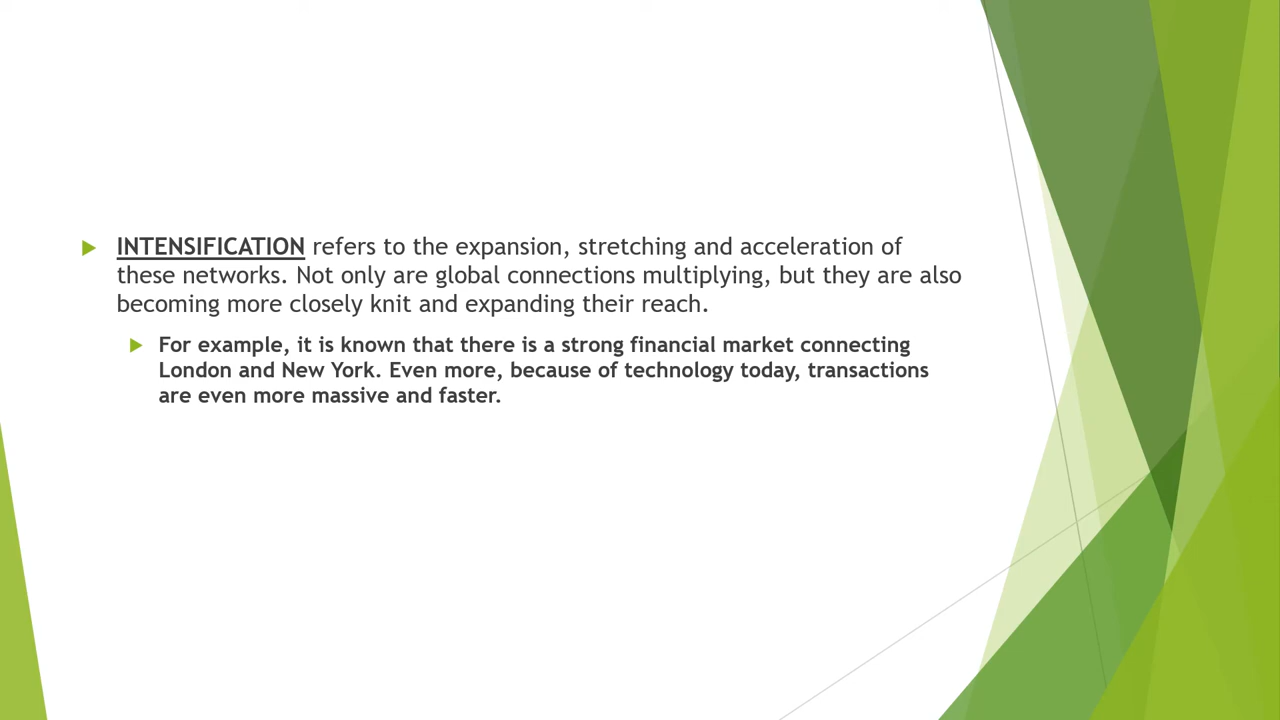 INTENSIFICATION refers to the expansion, stretching and acceleration of
these networks. Not only are global connections multiplying, but they are also
becoming more closely knit and expanding their reach.
For example, it is known that there is a strong financial market connecting
London and New York. Even more, because of technology today, transactions
are even more massive and faster.